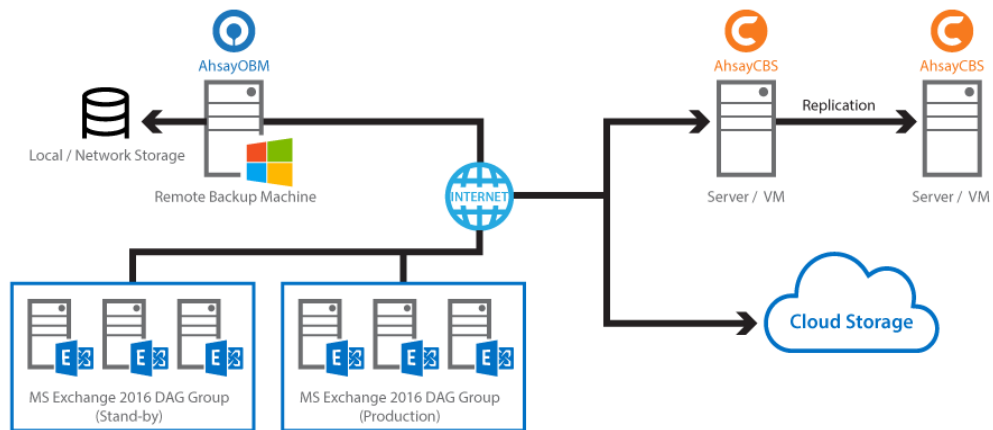 AhsayOBM
AhsayCBS
AhsayCBS
Replication
Local / Network Storage
Remote Backup Machine
INTERNET
Server / VM
Server / VM
Cloud Storage
E
E
E
E
E
E
MS Exchange 2016 DAG Group
(Stand-by)
MS Exchange 2016 DAG Group
(Production)